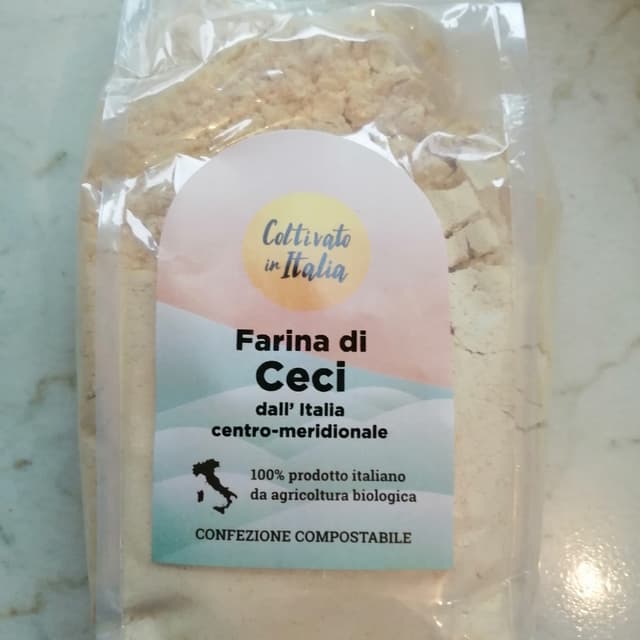 Coltivato
in Italia
Farina di
Ceci
dall' Italia
centro-meridionale
100% prodotto italiano
da agricoltura biologica
CONFEZIONE COMPOSTABILE